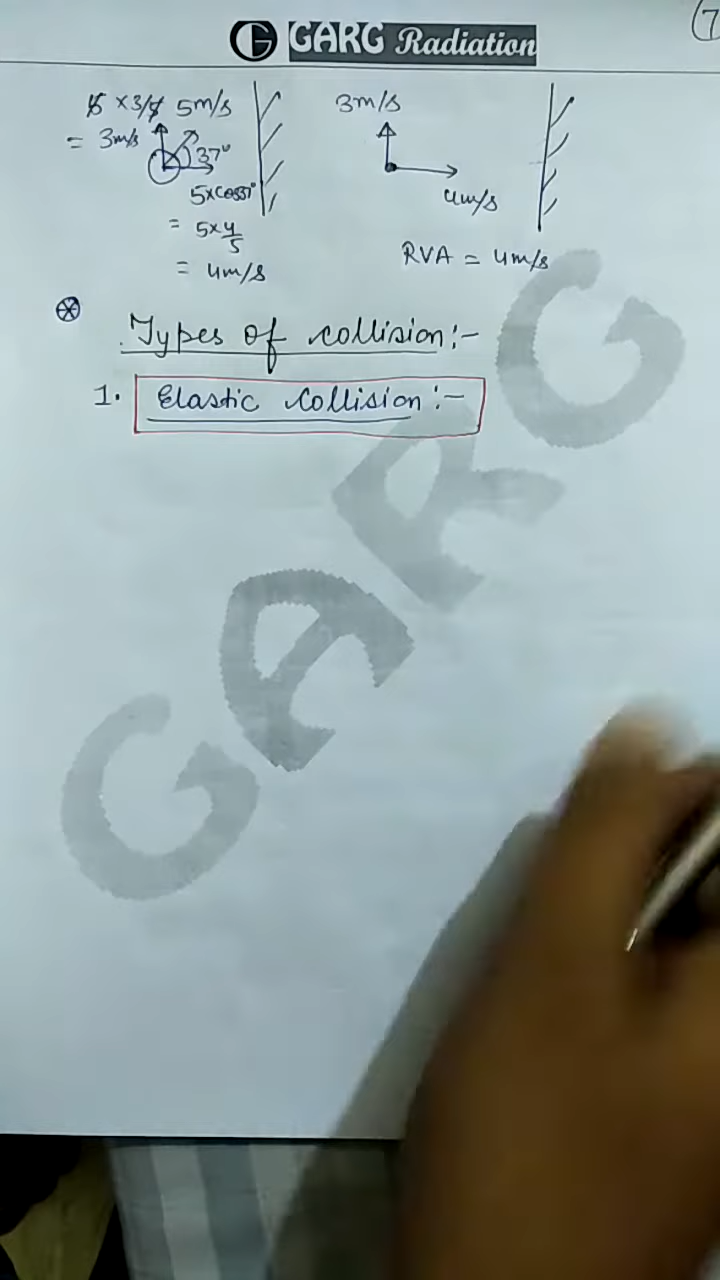 7
G GARG Radiation
5 × 3/5 5m/s
= 3m/s
37°
5×cos37°
= 5×4/5
= 4m/s
3m/s
4m/s
RVA = 4m/s
Types of collision :-
1. Elastic Collision :-
GARG